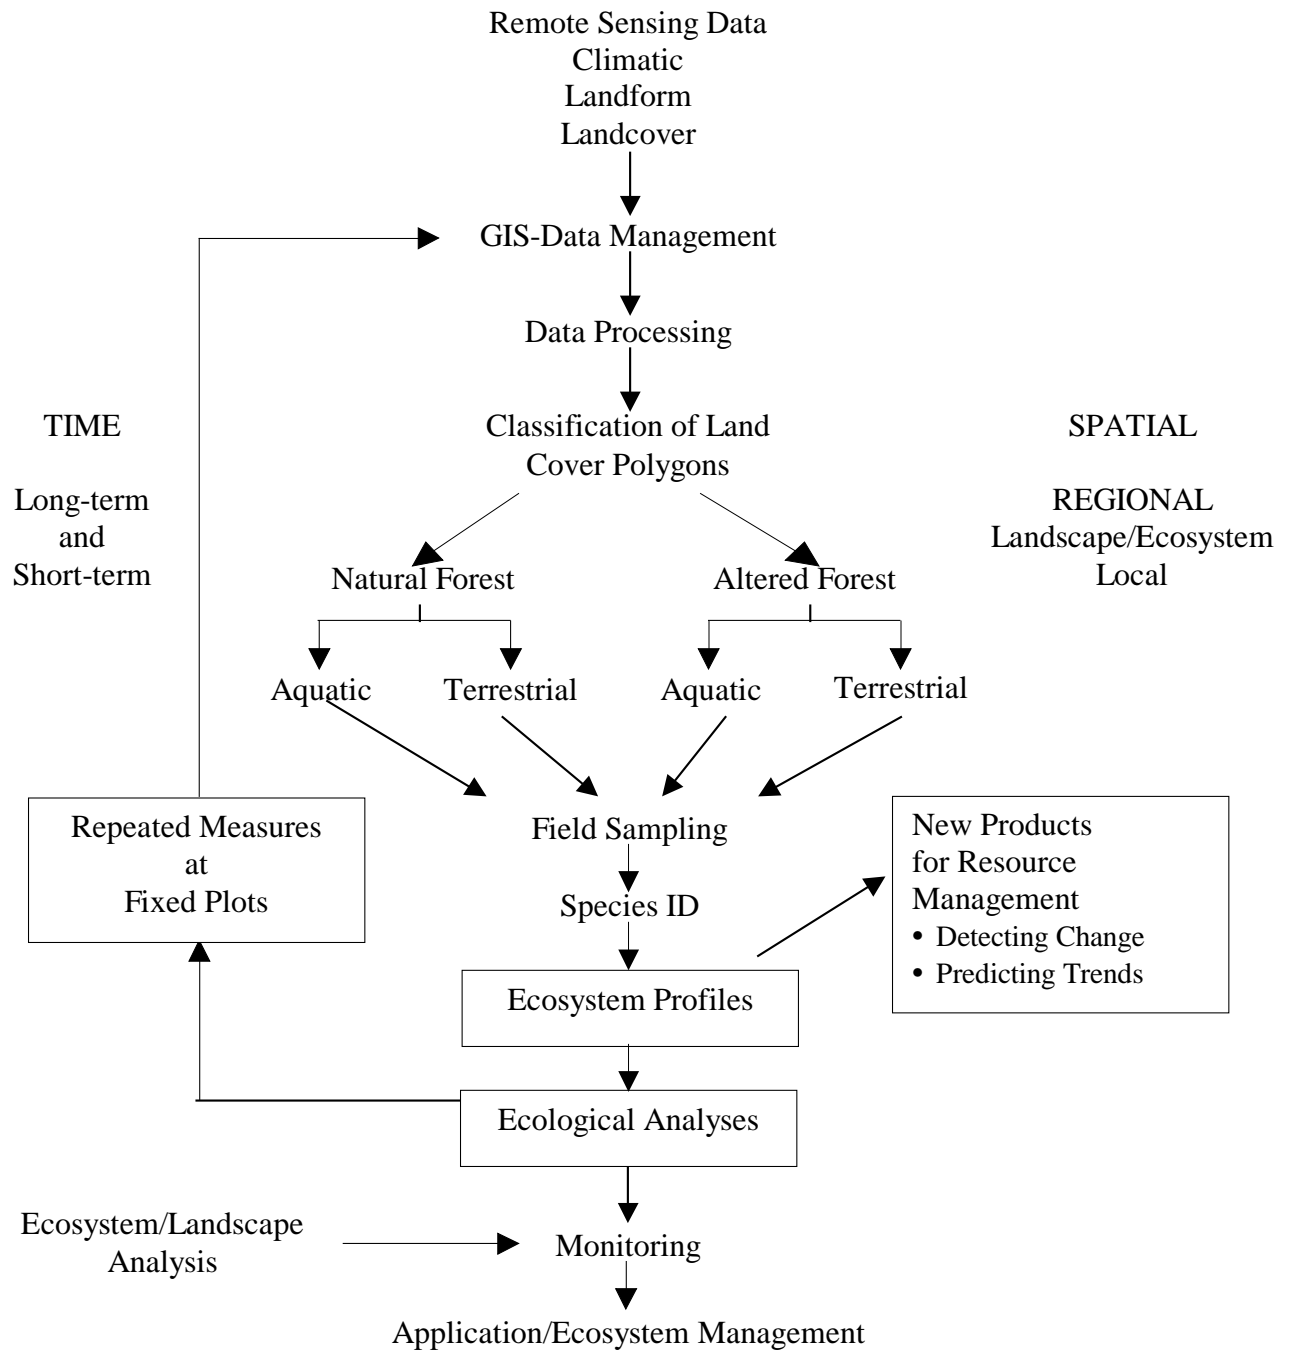 Remote Sensing Data
Climatic
Landform
Landcover
GIS-Data Management
Data Processing
TIME
Long-term
and
Short-term
Classification of Land
Cover Polygons
SPATIAL
REGIONAL
Landscape/Ecosystem
Local
Natural Forest
Altered Forest
Aquatic
Terrestrial
Aquatic
Terrestrial
Repeated Measures
at
Fixed Plots
Field Sampling
Species ID
New Products
for Resource
Management
• Detecting Change
• Predicting Trends
Ecosystem Profiles
Ecological Analyses
Ecosystem/Landscape
Analysis
Monitoring
Application/Ecosystem Management